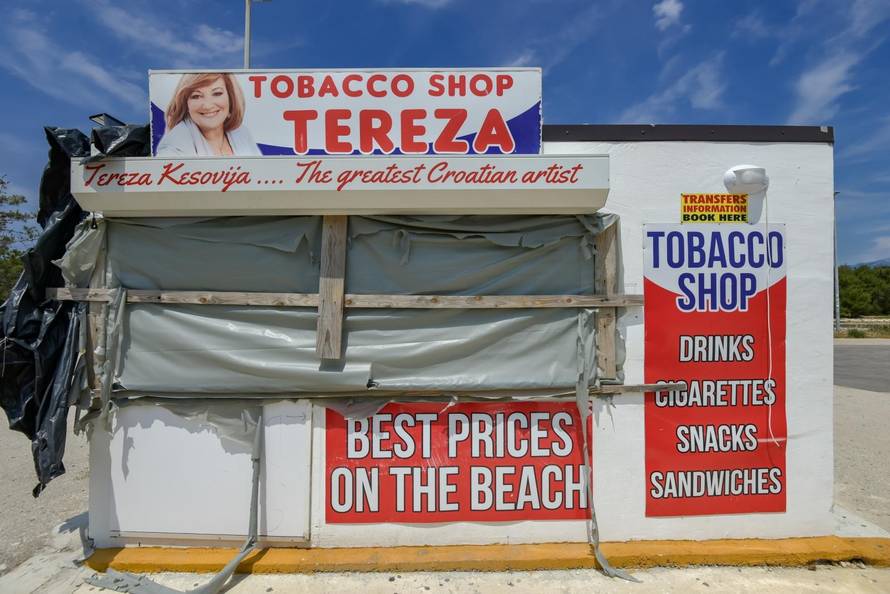 TOBACCO SHOP
TEREZA
Tereza Kesovija .... The greatest Croatian artist
TRANSFERS
INFORMATION
BOOK HERE
TOBACCO
SHOP
DRINKS
CIGARETTES
SNACKS
SANDWICHES
BEST PRICES
ON THE BEACH